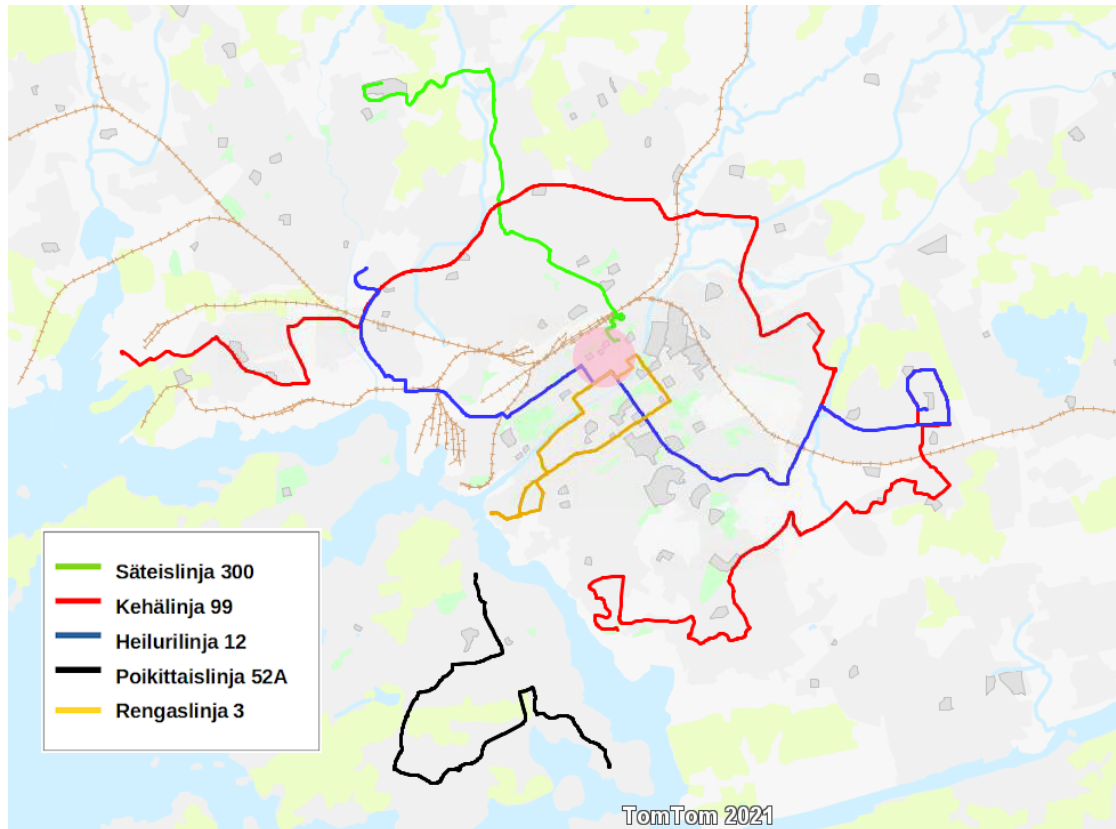 Säteislinja 300
Kehälinja 99
Heilurilinja 12
Poikittaislinja 52A
Rengaslinja 3
TomTom 2021